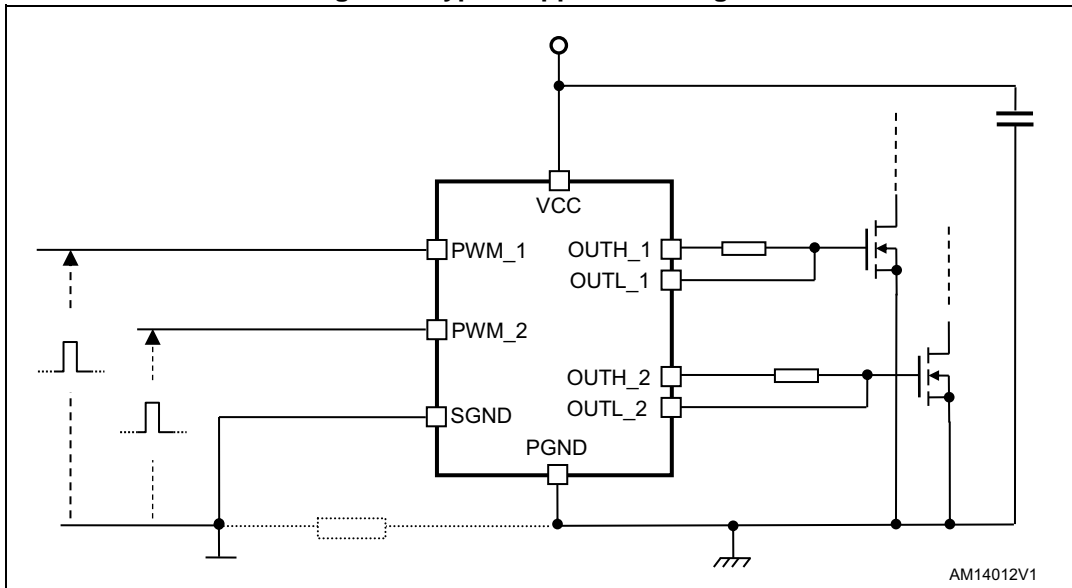 VCC
PWM_1
OUTH_1
OUTL_1
PWM_2
OUTH_2
OUTL_2
SGND
PGND
AM14012V1